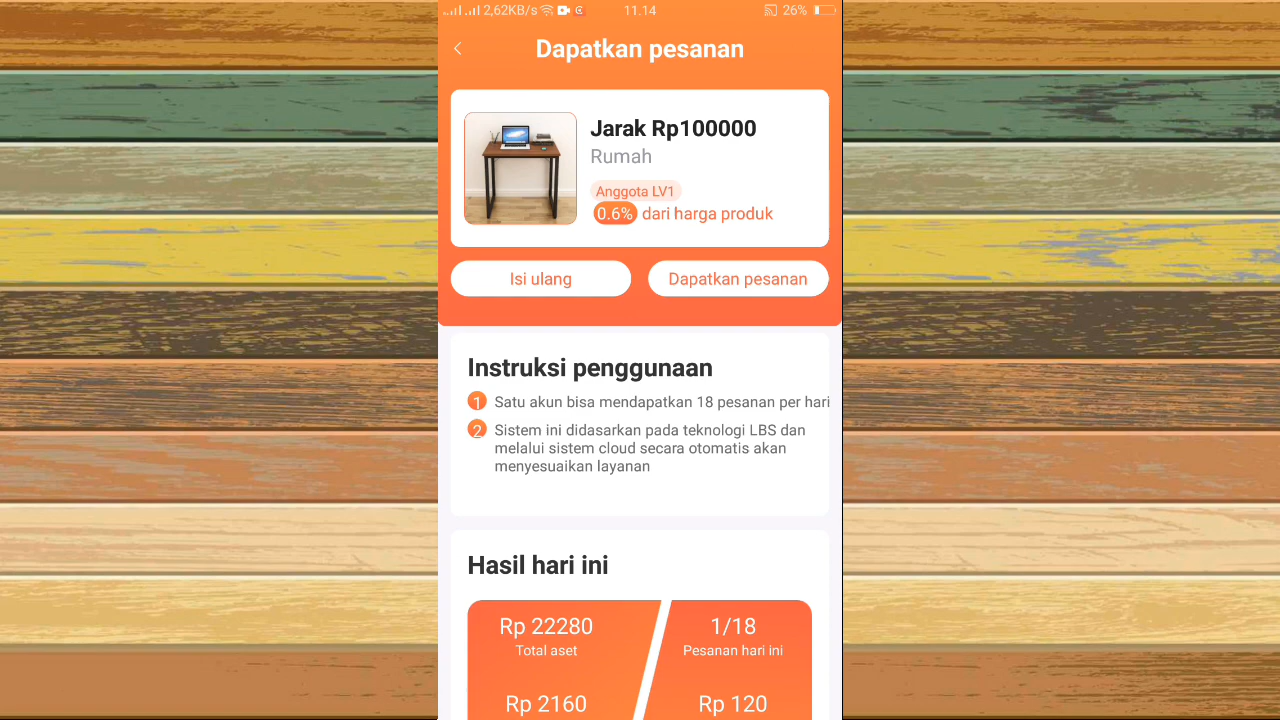 2,62KB/s
11.14
26%
Dapatkan pesanan
Jarak Rp100000
Rumah
Anggota LV1
0.6% dari harga produk
Isi ulang
Dapatkan pesanan
Instruksi penggunaan
1 Satu akun bisa mendapatkan 18 pesanan per hari
2 Sistem ini didasarkan pada teknologi LBS dan
melalui sistem cloud secara otomatis akan
menyesuaikan layanan
Hasil hari ini
Rp 22280
Total aset
1/18
Pesanan hari ini
Rp 2160
Rp 120